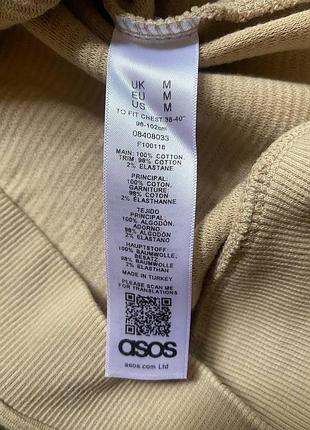 UK M
EU M
US M
TO FIT CHEST 38-40"
96-102cm
08408033
F100116
MAIN: 100% COTTON.
TRIM: 98% COTTON
2% ELASTANE
PRINCIPAL:
100% COTON.
GARNITURE
98% COTON
2% ÉLASTHANNE
TEJIDO
PRINCIPAL:
100% ALGODÓN.
ADORNO:
98% ALGODÓN
2% ELASTANO
HAUPTSTOFF:
100% BAUMWOLLE.
BESATZ:
98% BAUMWOLLE
2% ELASTHAN
MADE IN TURKEY
PLEASE SCAN ME
FOR TRANSLATIONS
asos
asos.com Ltd